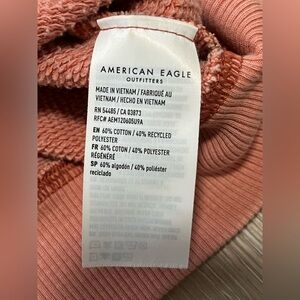 AMERICAN EAGLE
OUTFITTERS
MADE IN VIETNAM / FABRIQUÉ AU
VIETNAM / HECHO EN VIETNAM
RN 54485 / CA 03873
RFC# AEM120605U9A
EN 60% COTTON / 40% RECYCLED
POLYESTER
FR 60% COTON / 40% POLYESTER
RÉGÉNÉRÉ
SP 60% algodón / 40% poliéster
reciclado